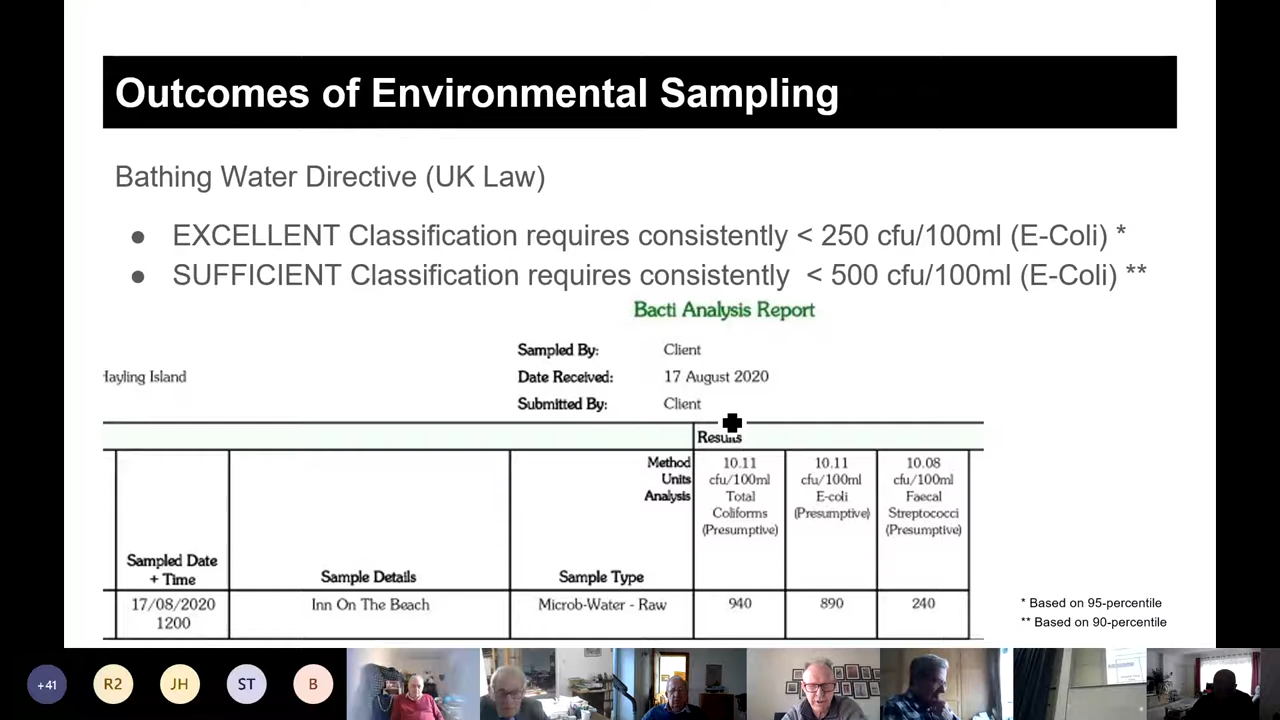 Outcomes of Environmental Sampling
Bathing Water Directive (UK Law)
● EXCELLENT Classification requires consistently < 250 cfu/100ml (E-Coli) *
● SUFFICIENT Classification requires consistently < 500 cfu/100ml (E-Coli) **
Bacti Analysis Report
Sampled By: Client
Hayling Island Date Received: 17 August 2020
Submitted By: Client
Results
Method 10.11 10.11 10.08
Units cfu/100ml cfu/100ml cfu/100ml
Analysis Total E-coli Faecal
Coliforms (Presumptive) Streptococci
(Presumptive) (Presumptive)
Sampled Date
+ Time Sample Details Sample Type
17/08/2020 Inn On The Beach Microb-Water - Raw 940 890 240
1200
* Based on 95-percentile
** Based on 90-percentile
+41 R2 JH ST B